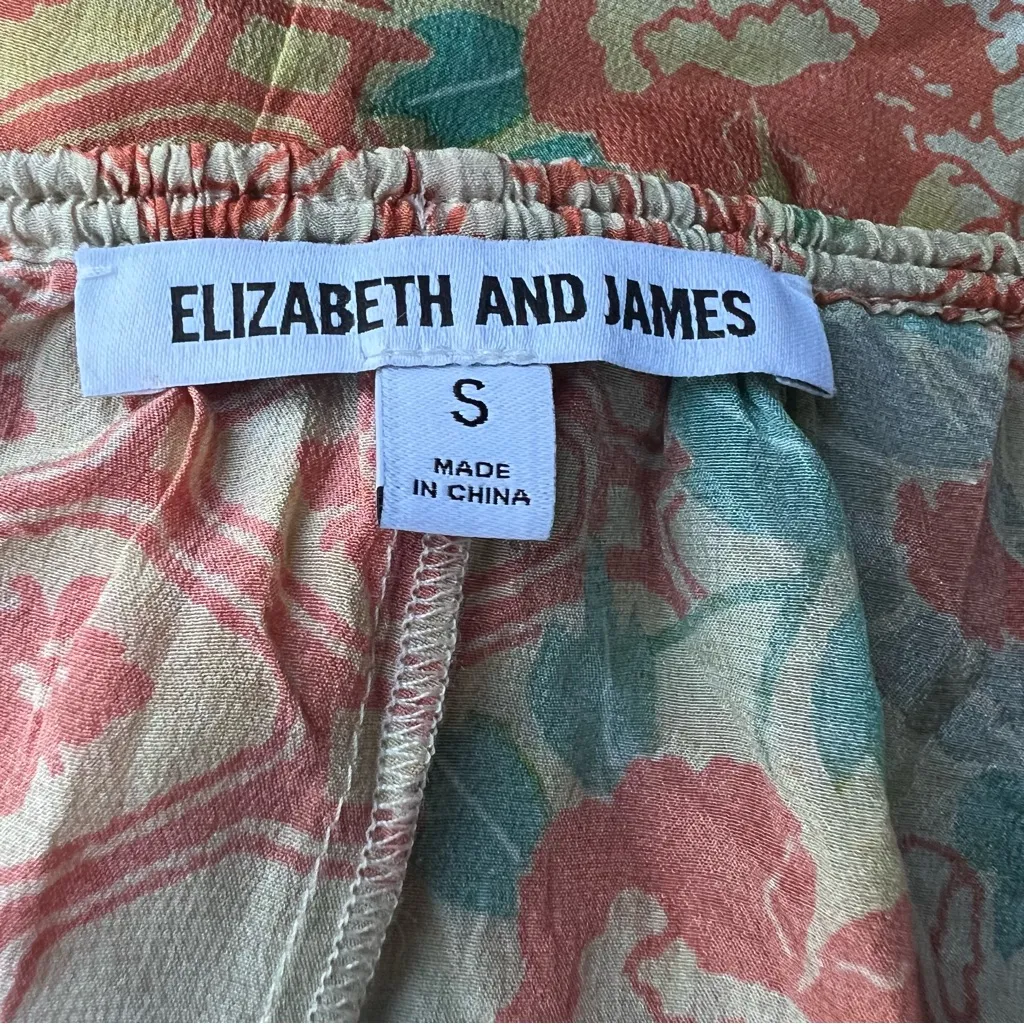 ELIZABETH AND JAMES
S
MADE
IN CHINA